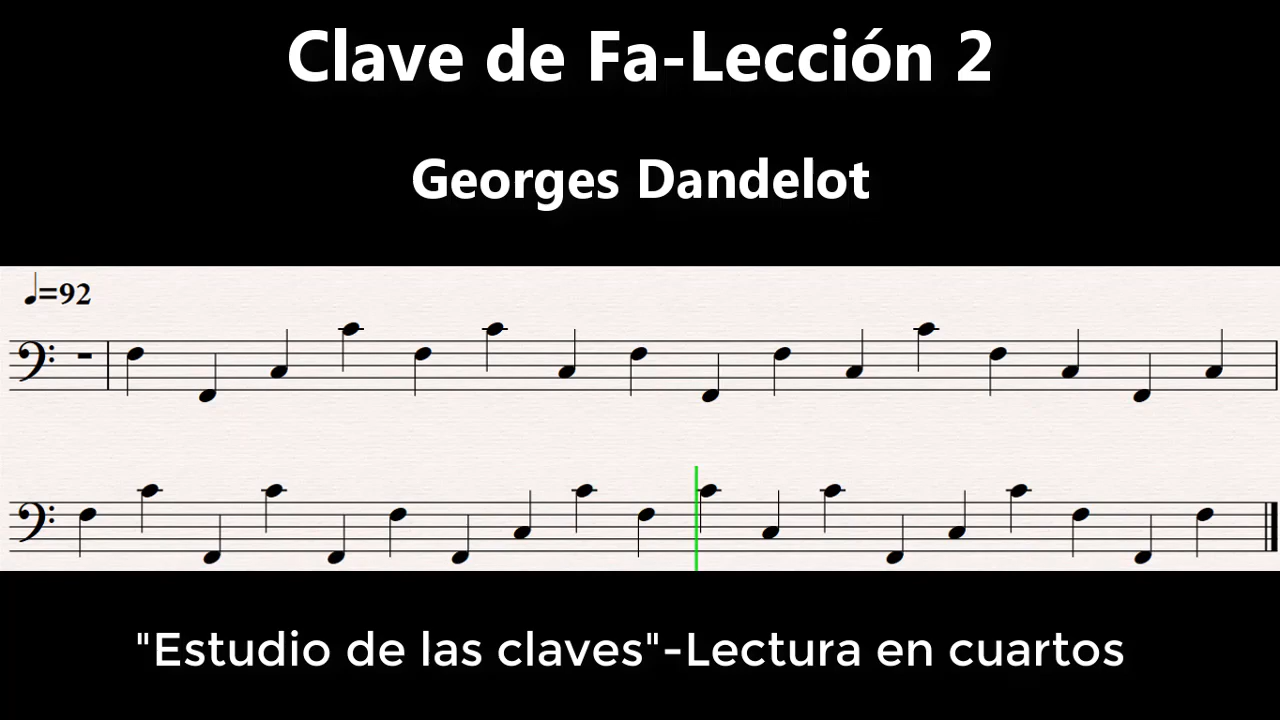 Clave de Fa-Lección 2
Georges Dandelot
♩=92
"Estudio de las claves"-Lectura en cuartos